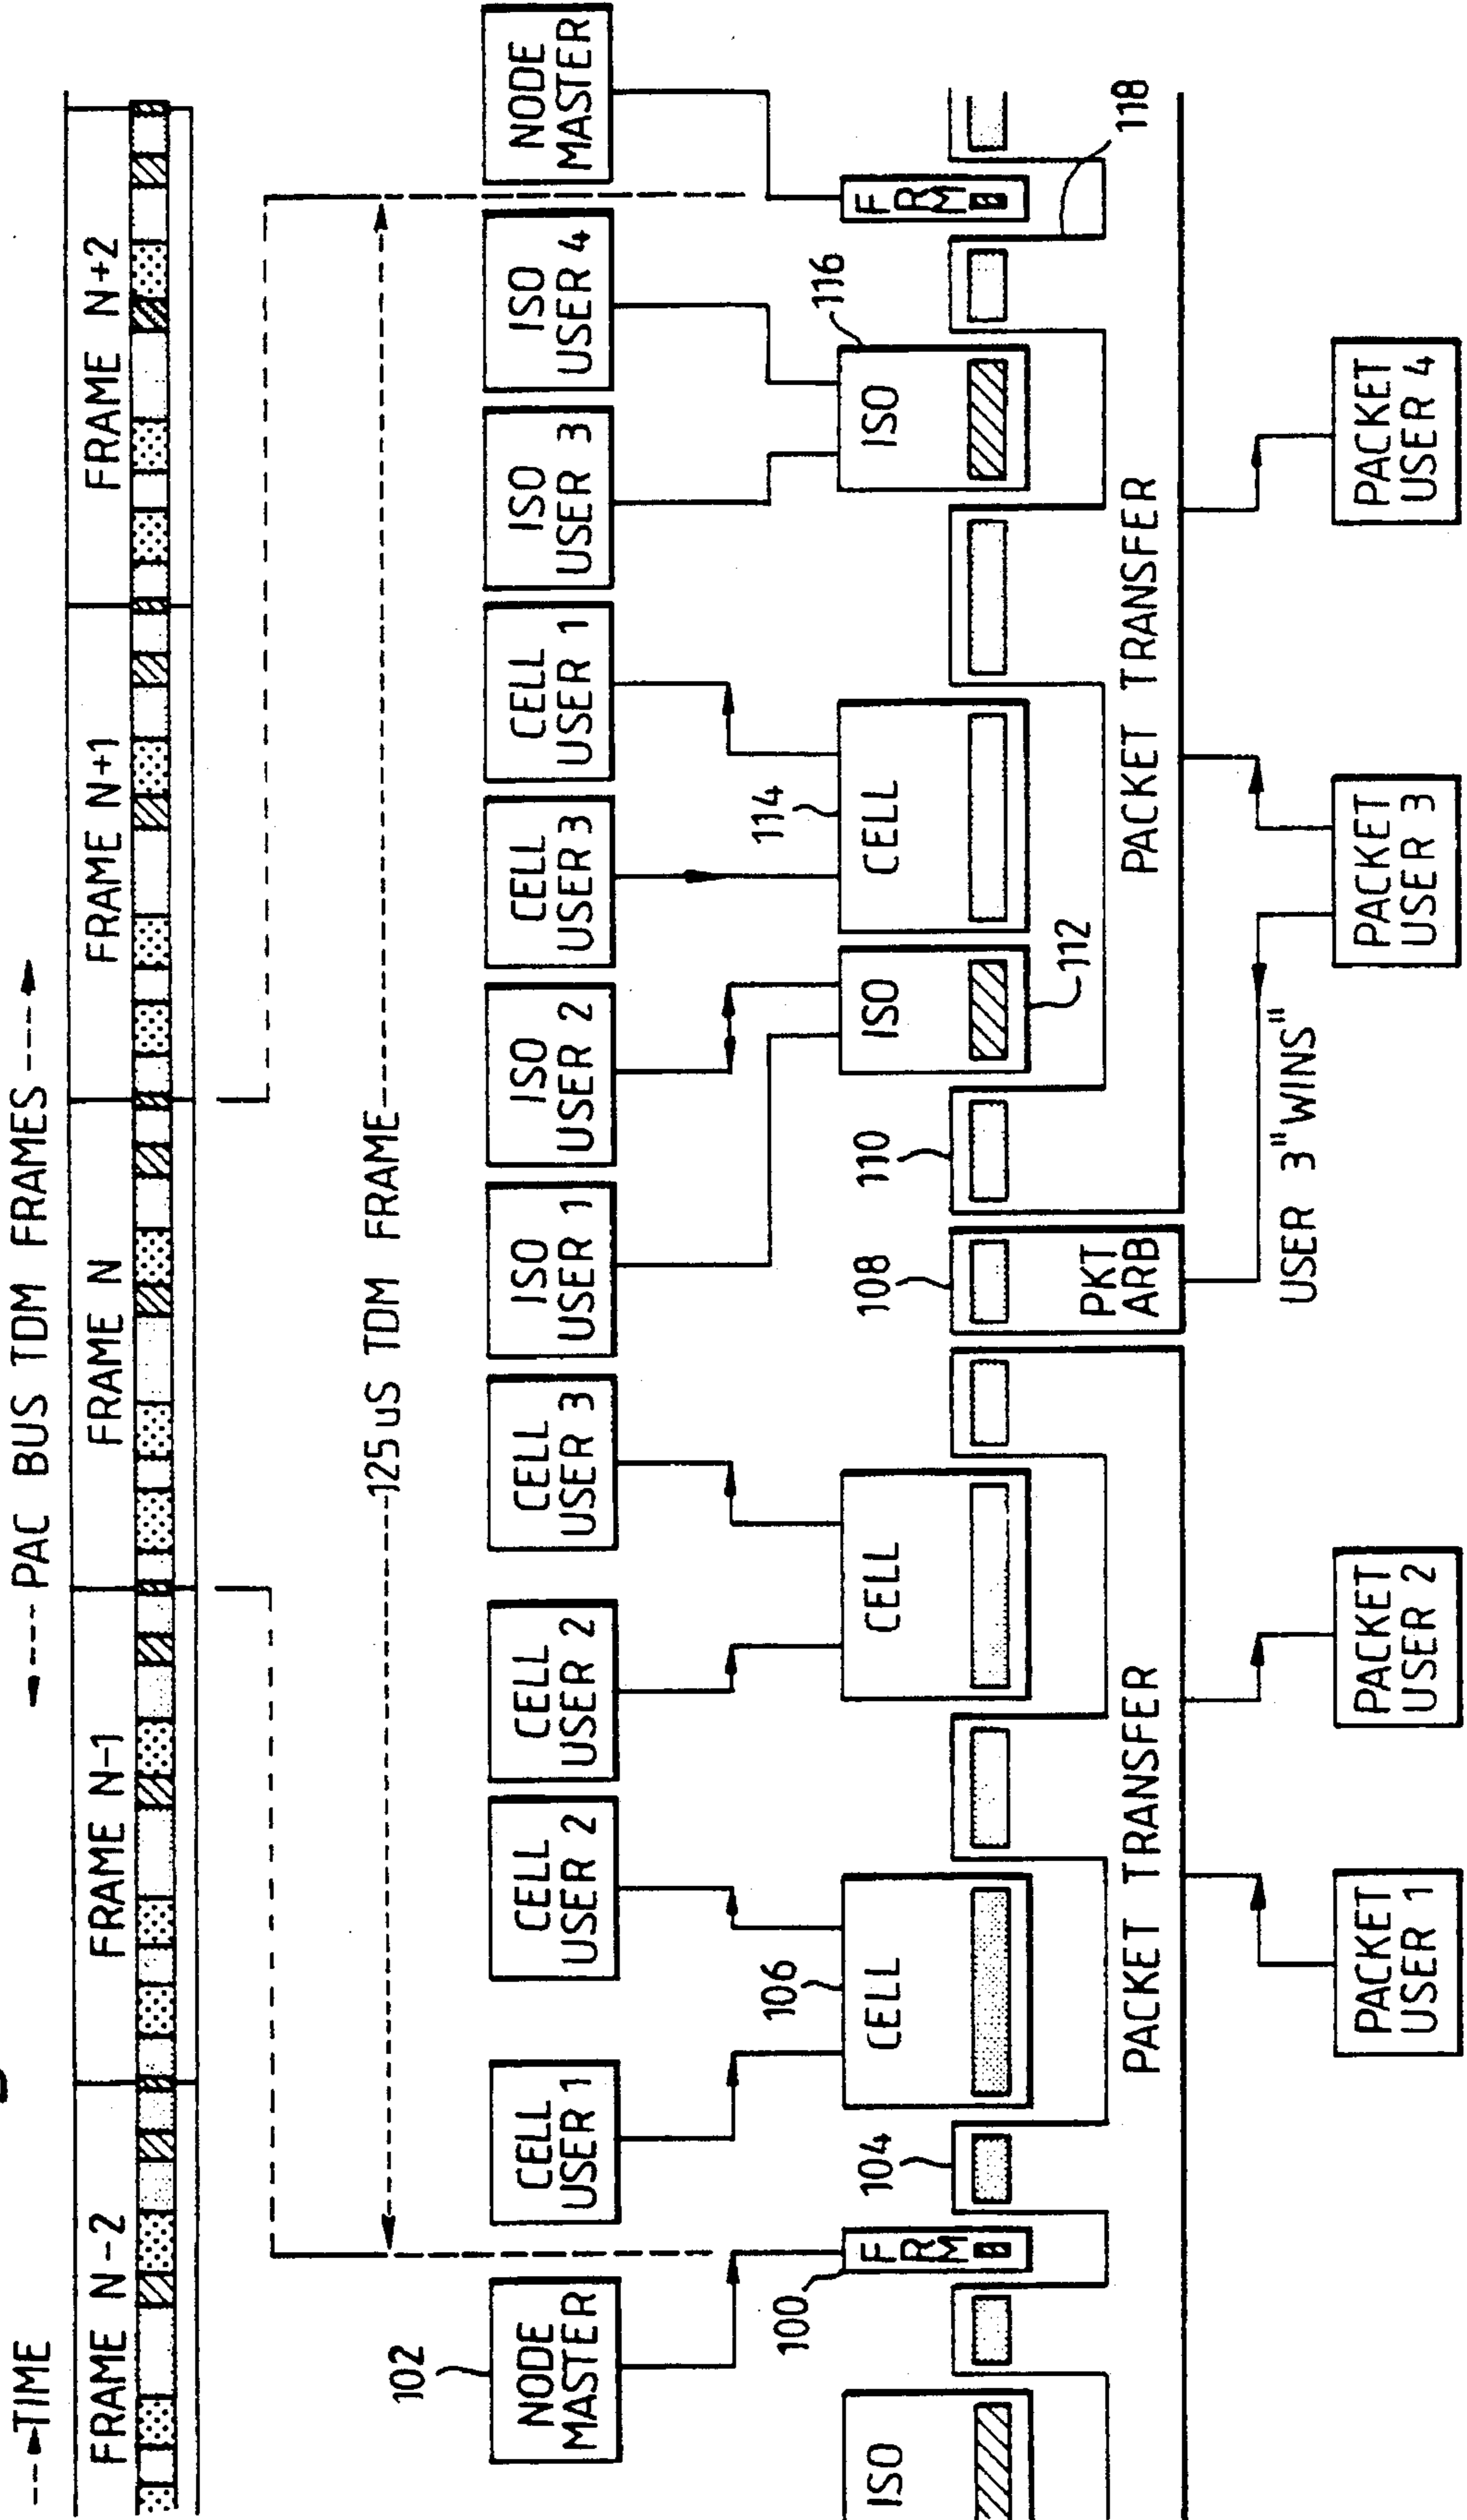 --►TIME
◄--- PAC BUS TDM FRAMES ---►
FRAME N-2
FRAME N-1
FRAME N
FRAME N+1
FRAME N+2
125 uS TDM FRAME
102
NODE
MASTER
CELL
USER 1
CELL
USER 2
CELL
USER 2
CELL
USER 3
ISO
USER 1
ISO
USER 2
CELL
USER 3
CELL
USER 1
ISO
USER 3
ISO
USER 4
NODE
MASTER
ISO
100
FRM
104
106
CELL
CELL
108
PKT
ARB
110
ISO
112
114
CELL
ISO
116
FRM
118
PACKET TRANSFER
PACKET TRANSFER
USER 3"WINS"
PACKET
USER 1
PACKET
USER 2
PACKET
USER 3
PACKET
USER 4